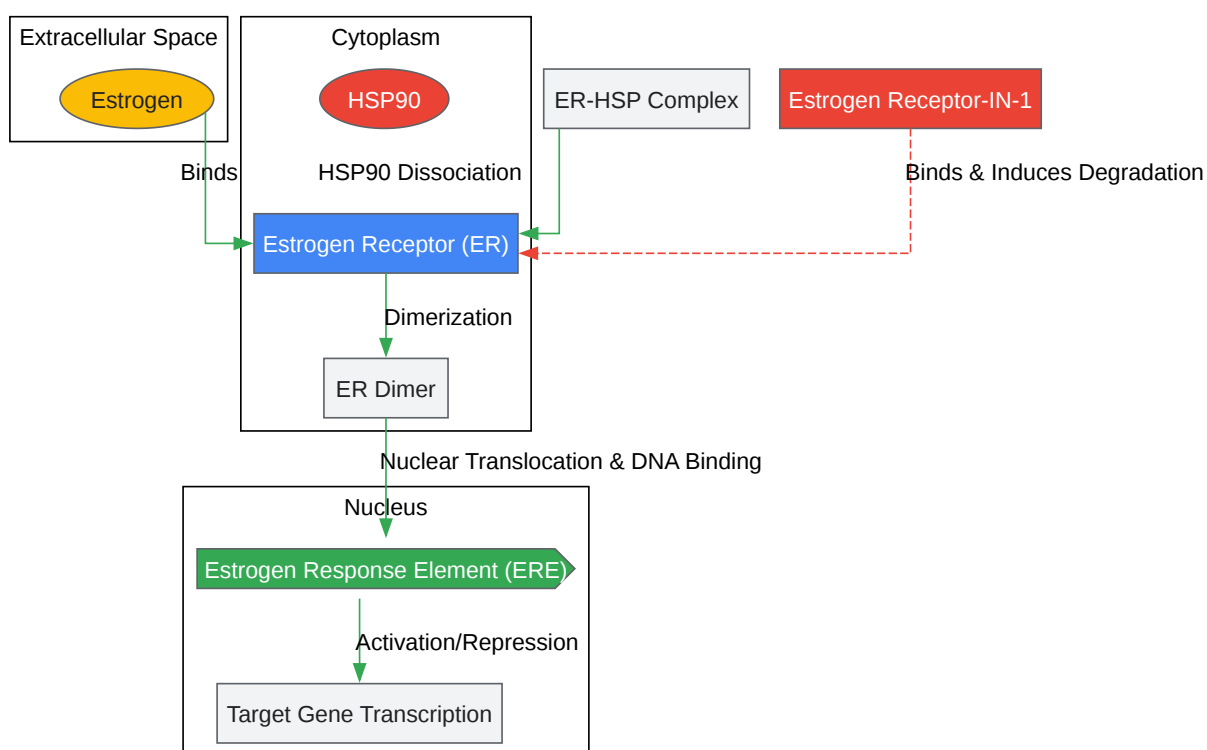 Extracellular Space
Cytoplasm
Estrogen
HSP90
ER-HSP Complex
Estrogen Receptor-IN-1
Binds
HSP90 Dissociation
Binds & Induces Degradation
Estrogen Receptor (ER)
Dimerization
ER Dimer
Nuclear Translocation & DNA Binding
Nucleus
Estrogen Response Element (ERE)
Activation/Repression
Target Gene Transcription